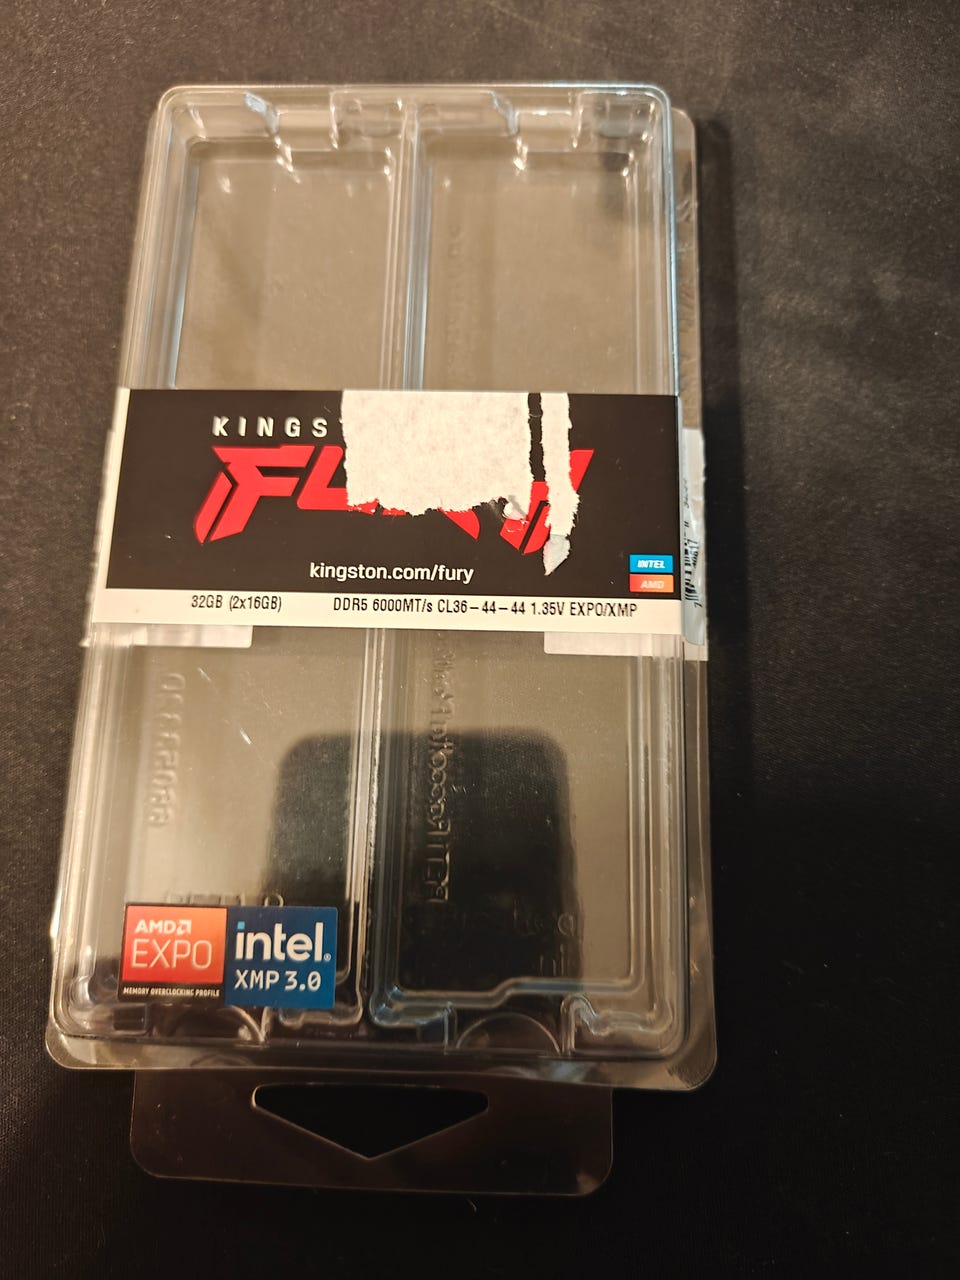 KINGS
FU
kingston.com/fury
INTEL
AMD
32GB (2x16GB) DDR5 6000MT/s CL36-44-44 1.35V EXPO/XMP
AMD
EXPO
MEMORY OVERCLOCKING PROFILE
intel.
XMP 3.0